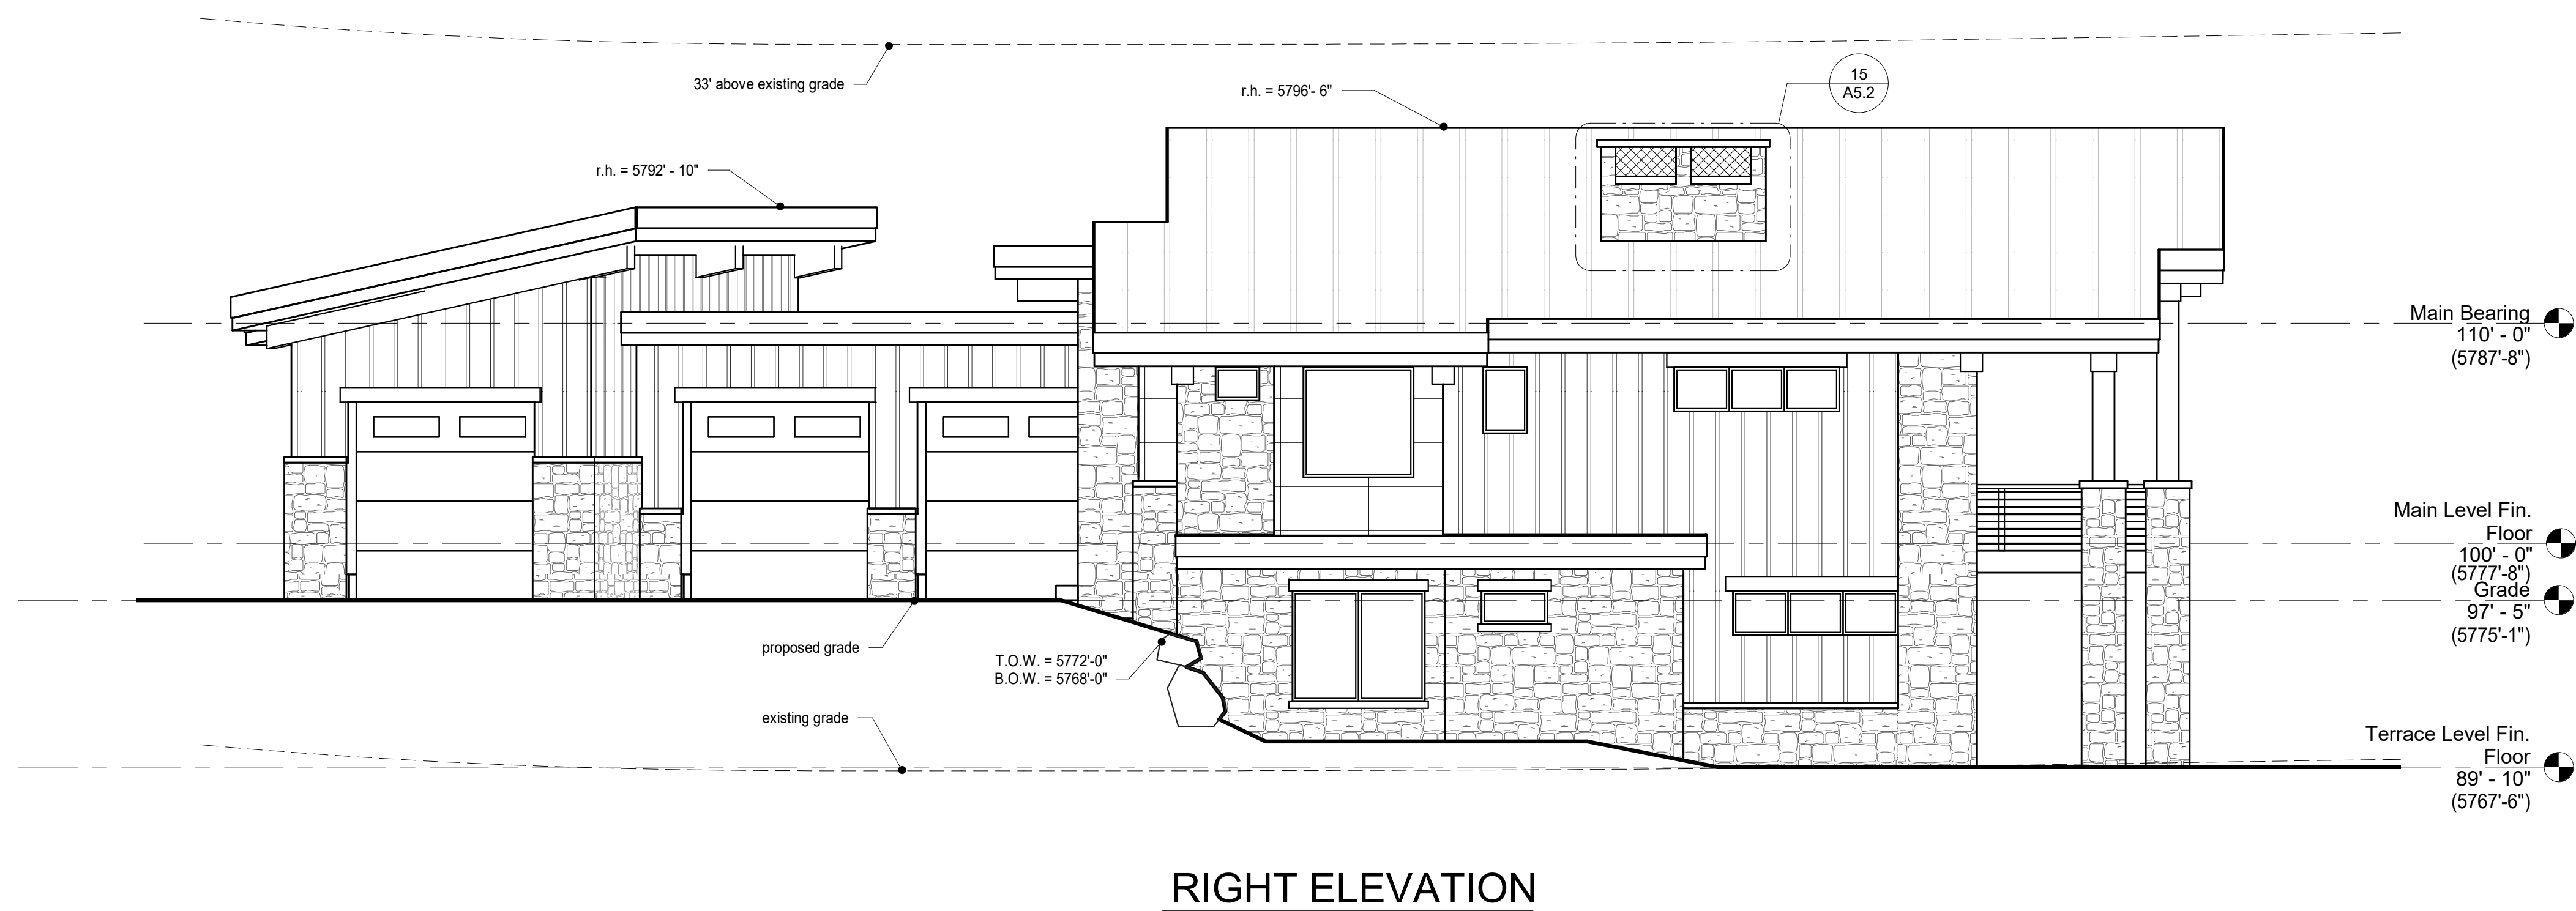 33' above existing grade
r.h. = 5796'- 6"
15
A5.2
r.h. = 5792' - 10"
Main Bearing
110' - 0"
(5787'-8")
Main Level Fin.
Floor
100' - 0"
(5777'-8")
Grade
97' - 5"
(5775'-1")
proposed grade
T.O.W. = 5772'-0"
B.O.W. = 5768'-0"
existing grade
Terrace Level Fin.
Floor
89' - 10"
(5767'-6")
RIGHT ELEVATION